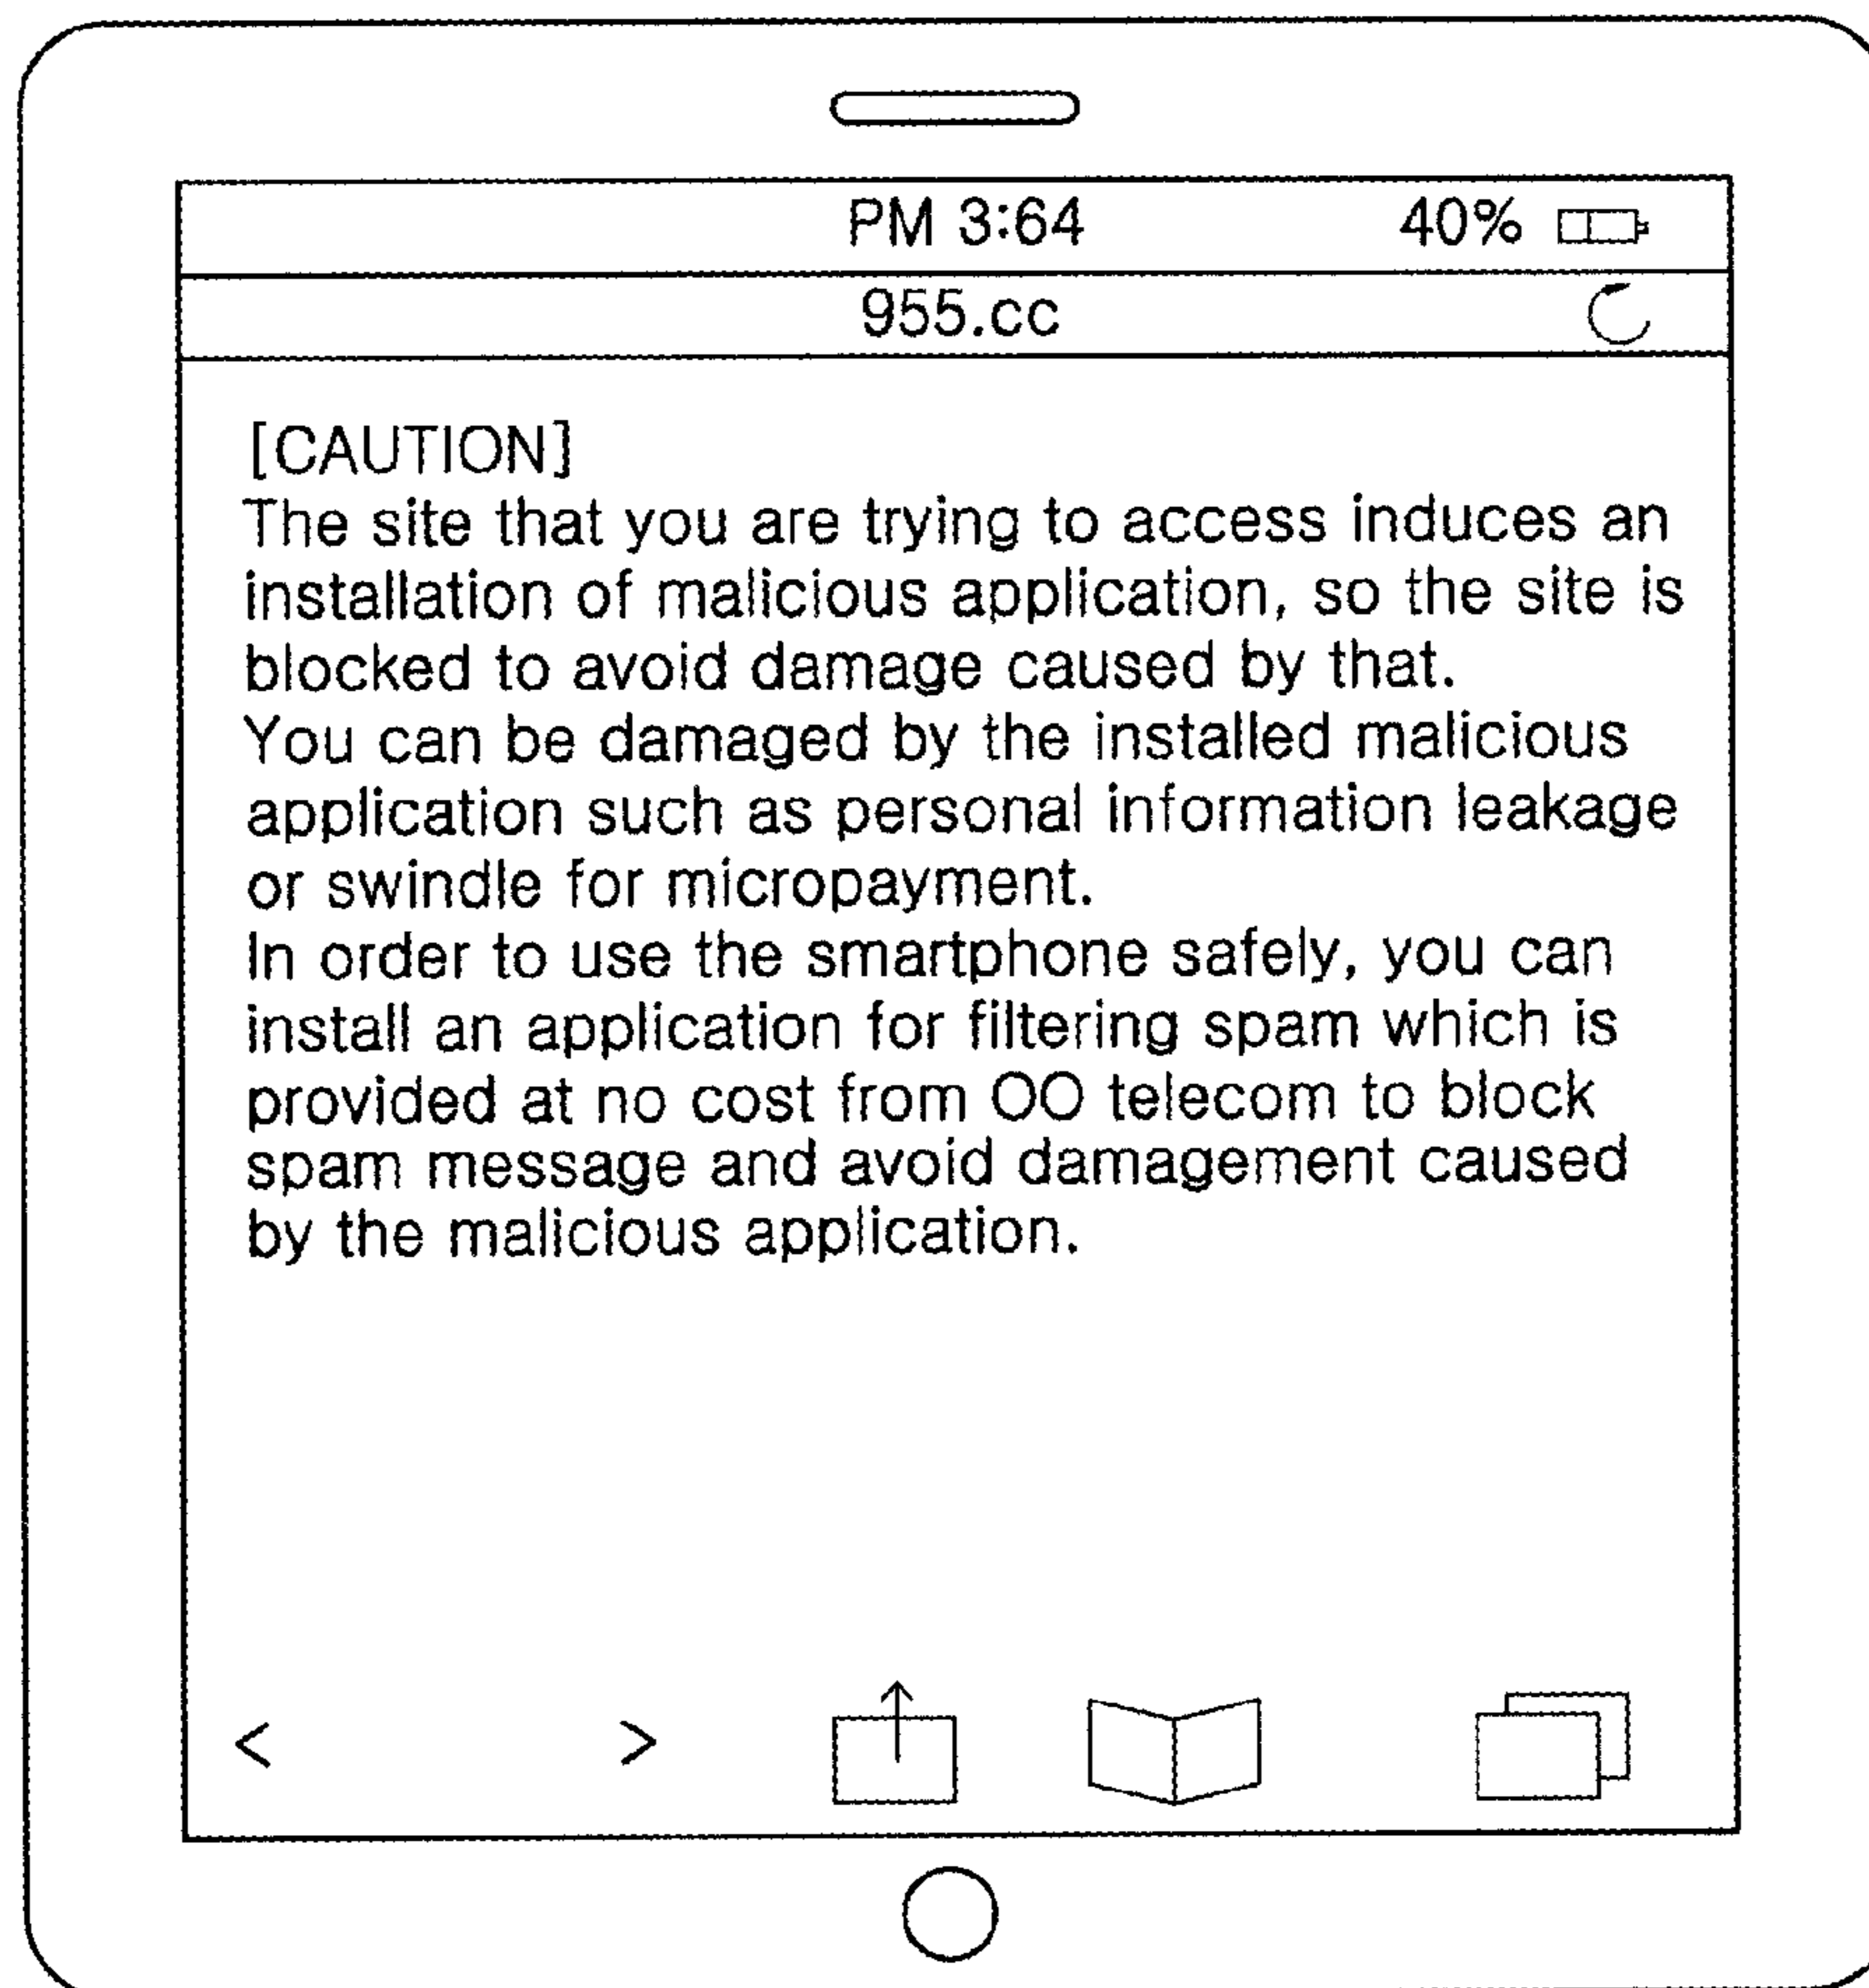 PM 3:64 40%
955.cc
[CAUTION]
The site that you are trying to access induces an
installation of malicious application, so the site is
blocked to avoid damage caused by that.
You can be damaged by the installed malicious
application such as personal information leakage
or swindle for micropayment.
In order to use the smartphone safely, you can
install an application for filtering spam which is
provided at no cost from OO telecom to block
spam message and avoid damagement caused
by the malicious application.
< >